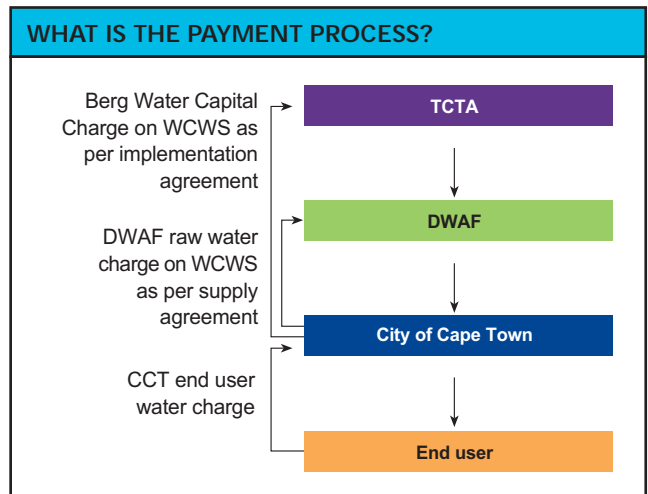 WHAT IS THE PAYMENT PROCESS?
Berg Water Capital
Charge on WCWS as
per implementation
agreement
TCTA
DWAF raw water
charge on WCWS
as per supply
agreement
DWAF
City of Cape Town
CCT end user
water charge
End user